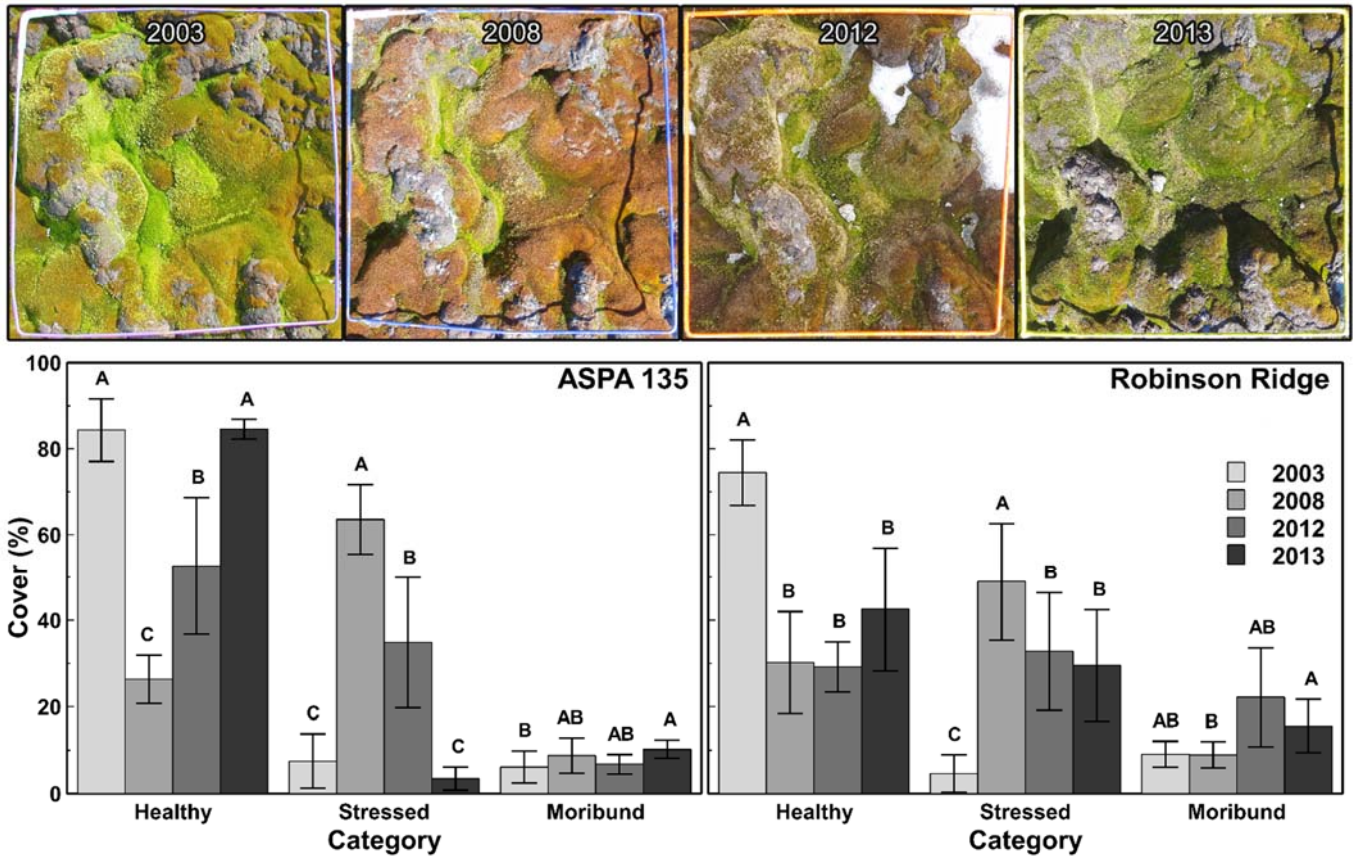 2003 2008 2012 2013
ASPA 135
Cover (%)
100
80
60
40
20
0
A
C
B
A
C
A
B
C
B
AB
AB
A
Healthy Stressed Moribund
Category
Robinson Ridge
2003
2008
2012
2013
A
B
B
B
C
A
B
B
AB
B
AB
A
Healthy Stressed Moribund
Category